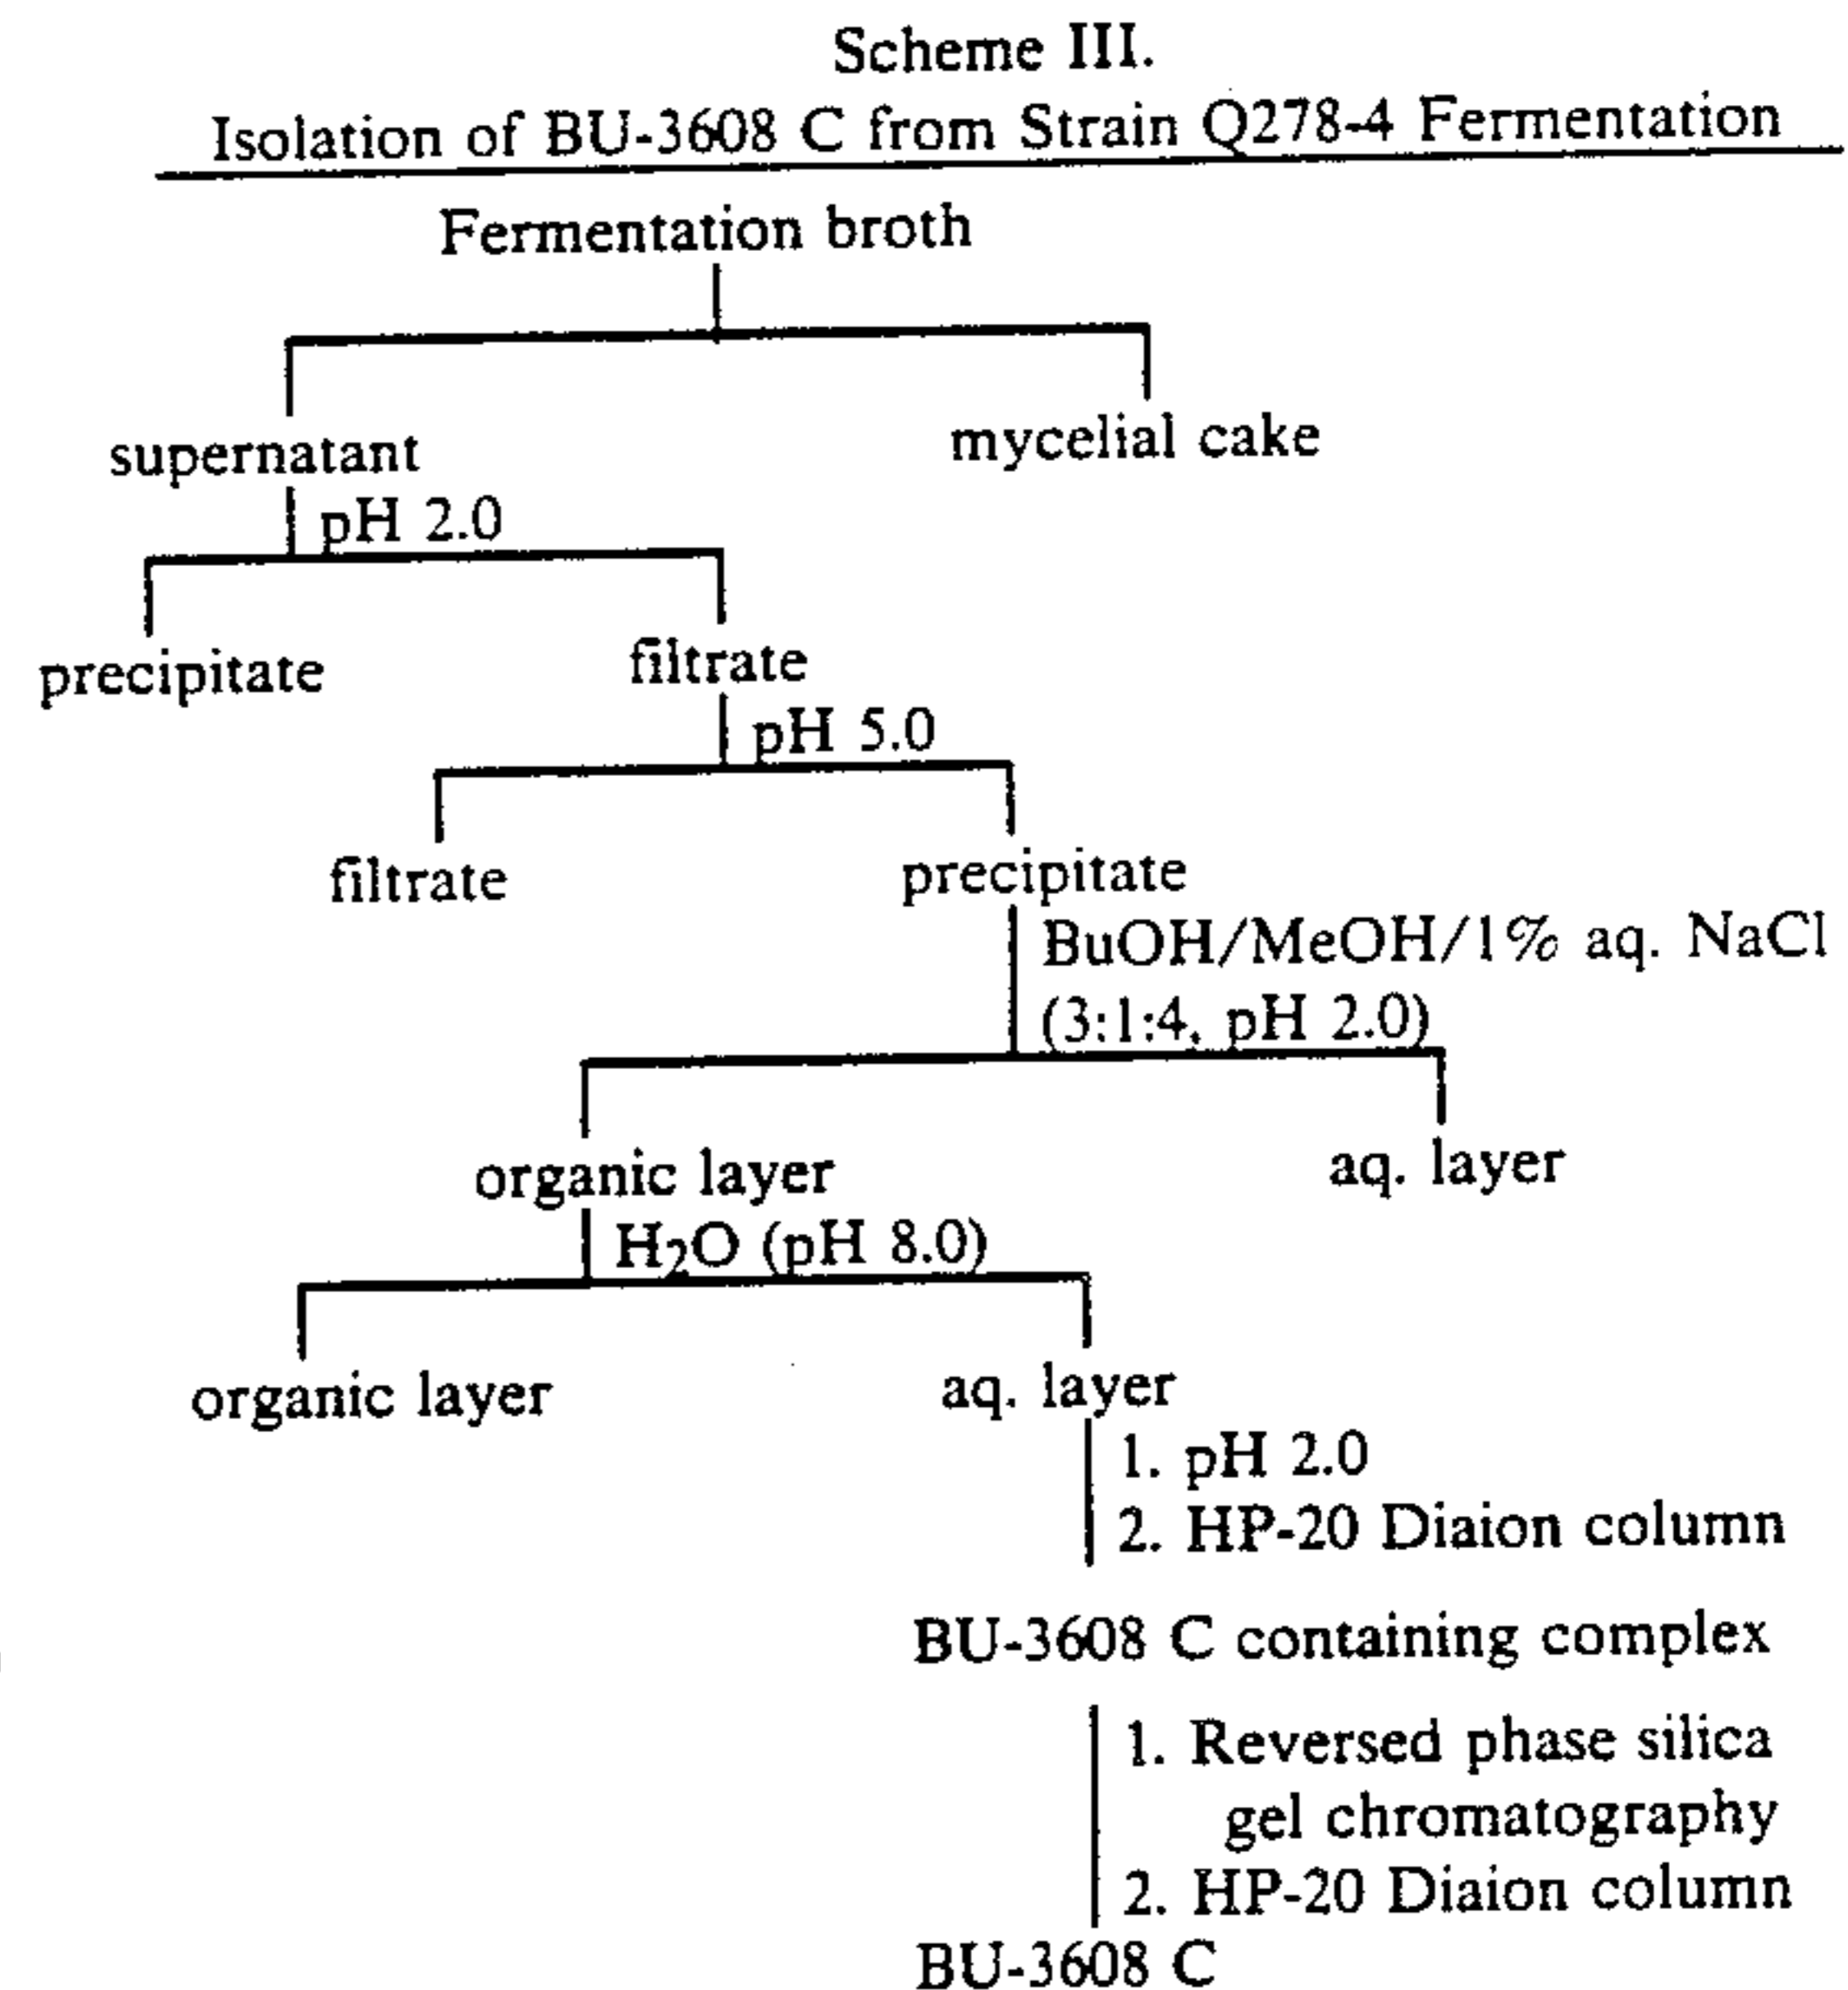 Scheme III.
Isolation of BU-3608 C from Strain Q278-4 Fermentation
Fermentation broth
supernatant
mycelial cake
pH 2.0
precipitate
filtrate
pH 5.0
filtrate
precipitate
BuOH/MeOH/1% aq. NaCl
(3:1:4, pH 2.0)
organic layer
aq. layer
H2O (pH 8.0)
organic layer
aq. layer
1. pH 2.0
2. HP-20 Diaion column
BU-3608 C containing complex
1. Reversed phase silica
gel chromatography
2. HP-20 Diaion column
BU-3608 C